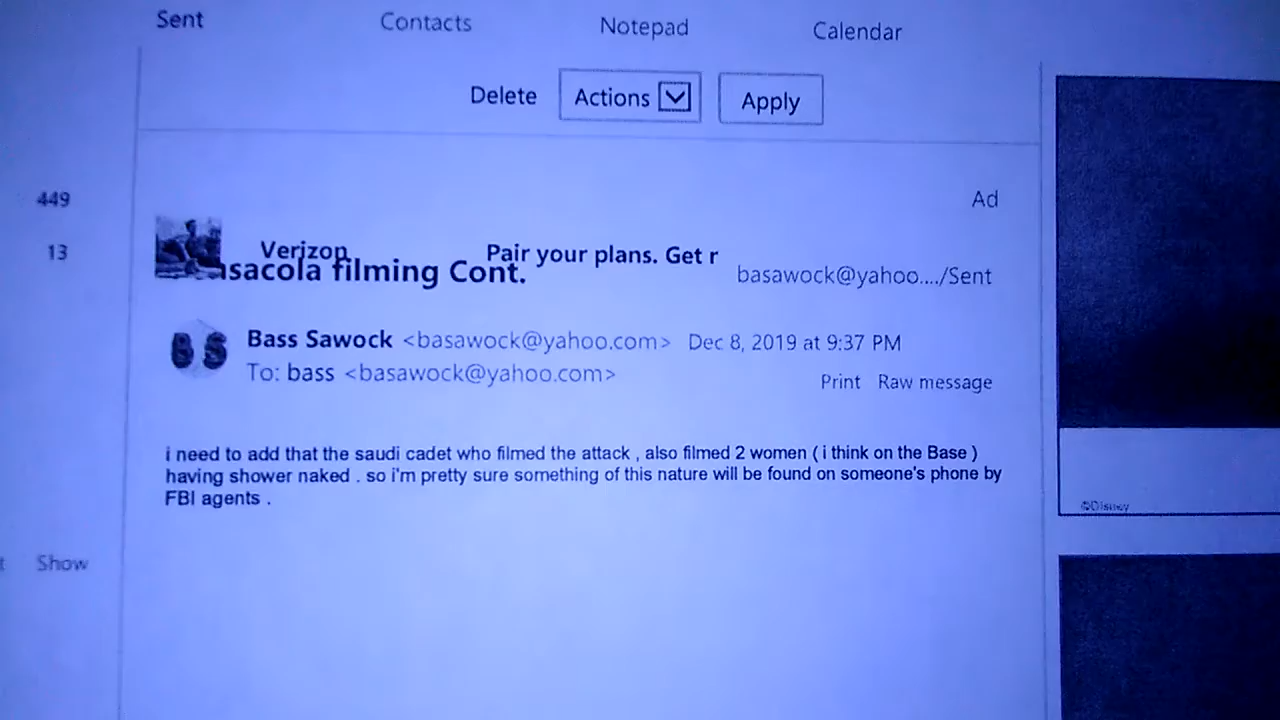 Sent Contacts Notepad Calendar
Delete Actions Apply
449
Ad
13
Verizon Pair your plans. Get r
filming Cont.
basawock@yahoo..../Sent
BS
Bass Sawock <basawock@yahoo.com> Dec 8, 2019 at 9:37 PM
To: bass <basawock@yahoo.com>
Print Raw message
i need to add that the saudi cadet who filmed the attack , also filmed 2 women ( i think on the Base )
having shower naked . so i'm pretty sure something of this nature will be found on someone's phone by
FBI agents .
©Disney
t Show